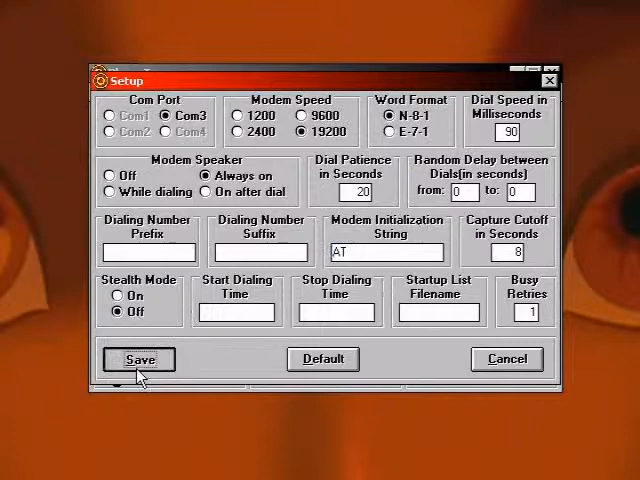 Setup
Com Port
Com1 Com3
Com2 Com4
Modem Speed
1200 9600
2400 19200
Word Format
N-8-1
E-7-1
Dial Speed in
Milliseconds
90
Modem Speaker
Off Always on
While dialing On after dial
Dial Patience
in Seconds
20
Random Delay between
Dials(in seconds)
from: 0 to: 0
Dialing Number
Prefix
Dialing Number
Suffix
Modem Initialization
String
AT
Capture Cutoff
in Seconds
8
Stealth Mode
On
Off
Start Dialing
Time
Stop Dialing
Time
Startup List
Filename
Busy
Retries
1
Save Default Cancel